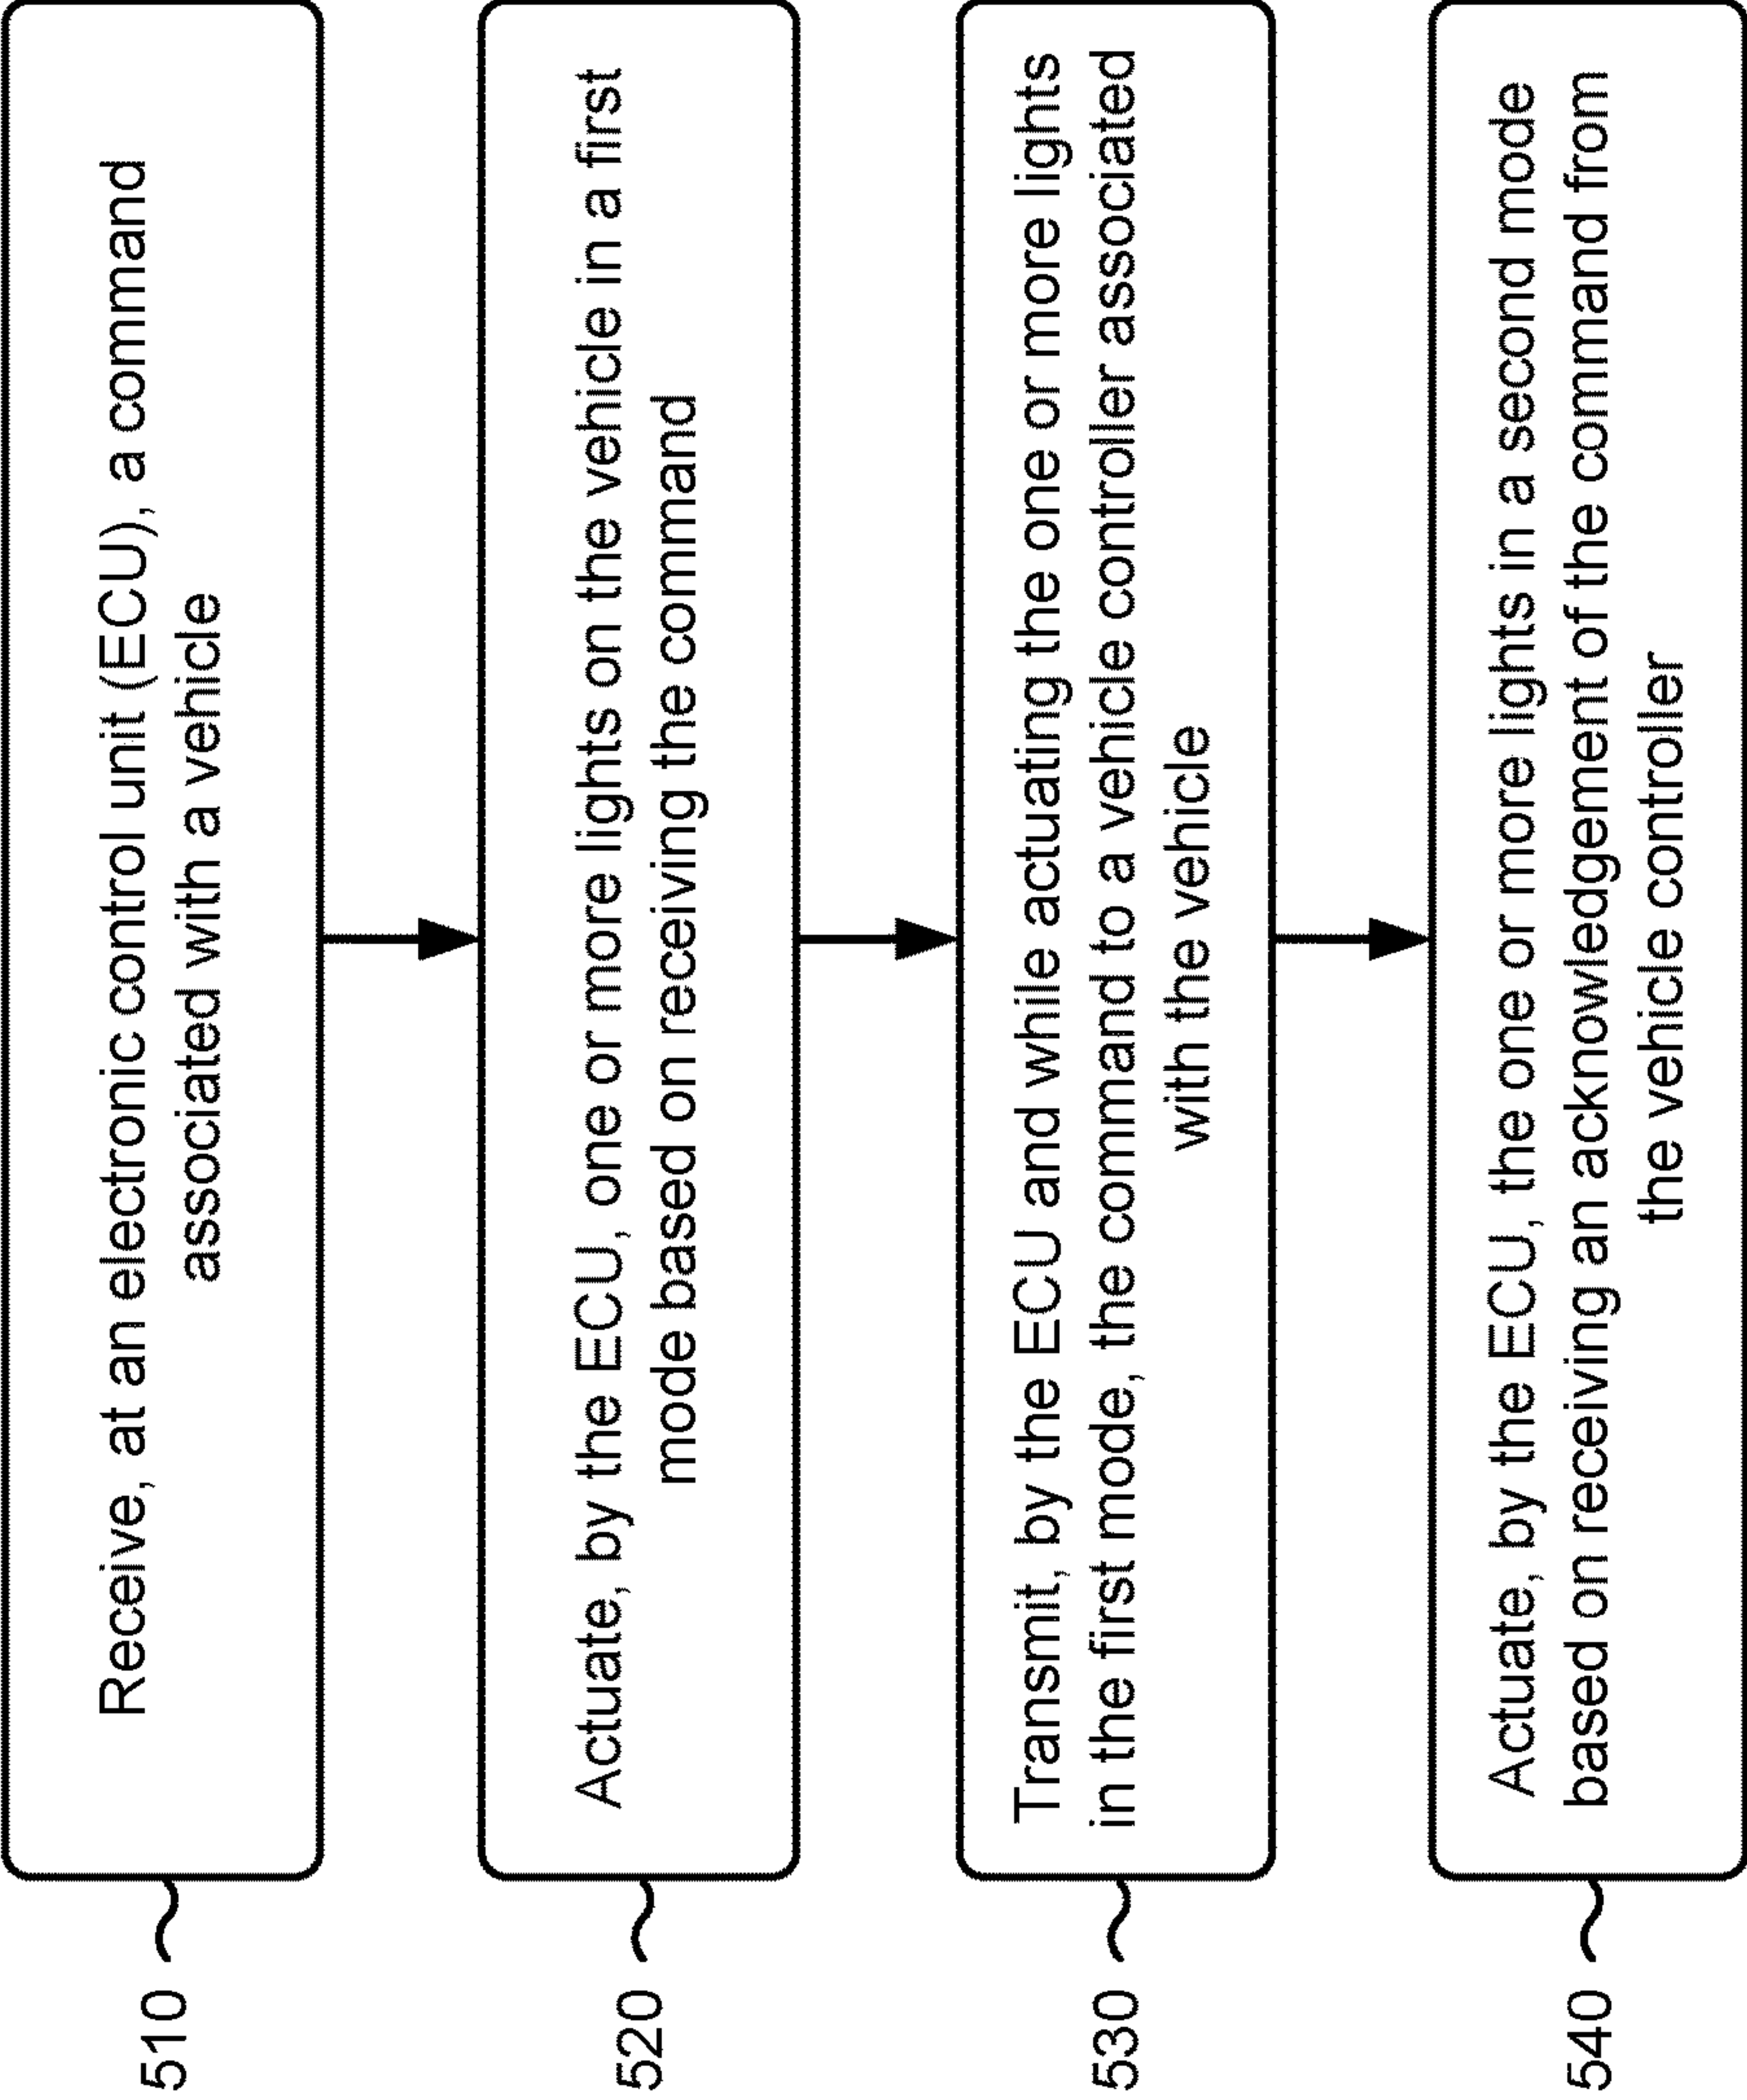 510
Receive, at an electronic control unit (ECU), a command
associated with a vehicle
520
Actuate, by the ECU, one or more lights on the vehicle in a first
mode based on receiving the command
530
Transmit, by the ECU and while actuating the one or more lights
in the first mode, the command to a vehicle controller associated
with the vehicle
540
Actuate, by the ECU, the one or more lights in a second mode
based on receiving an acknowledgement of the command from
the vehicle controller